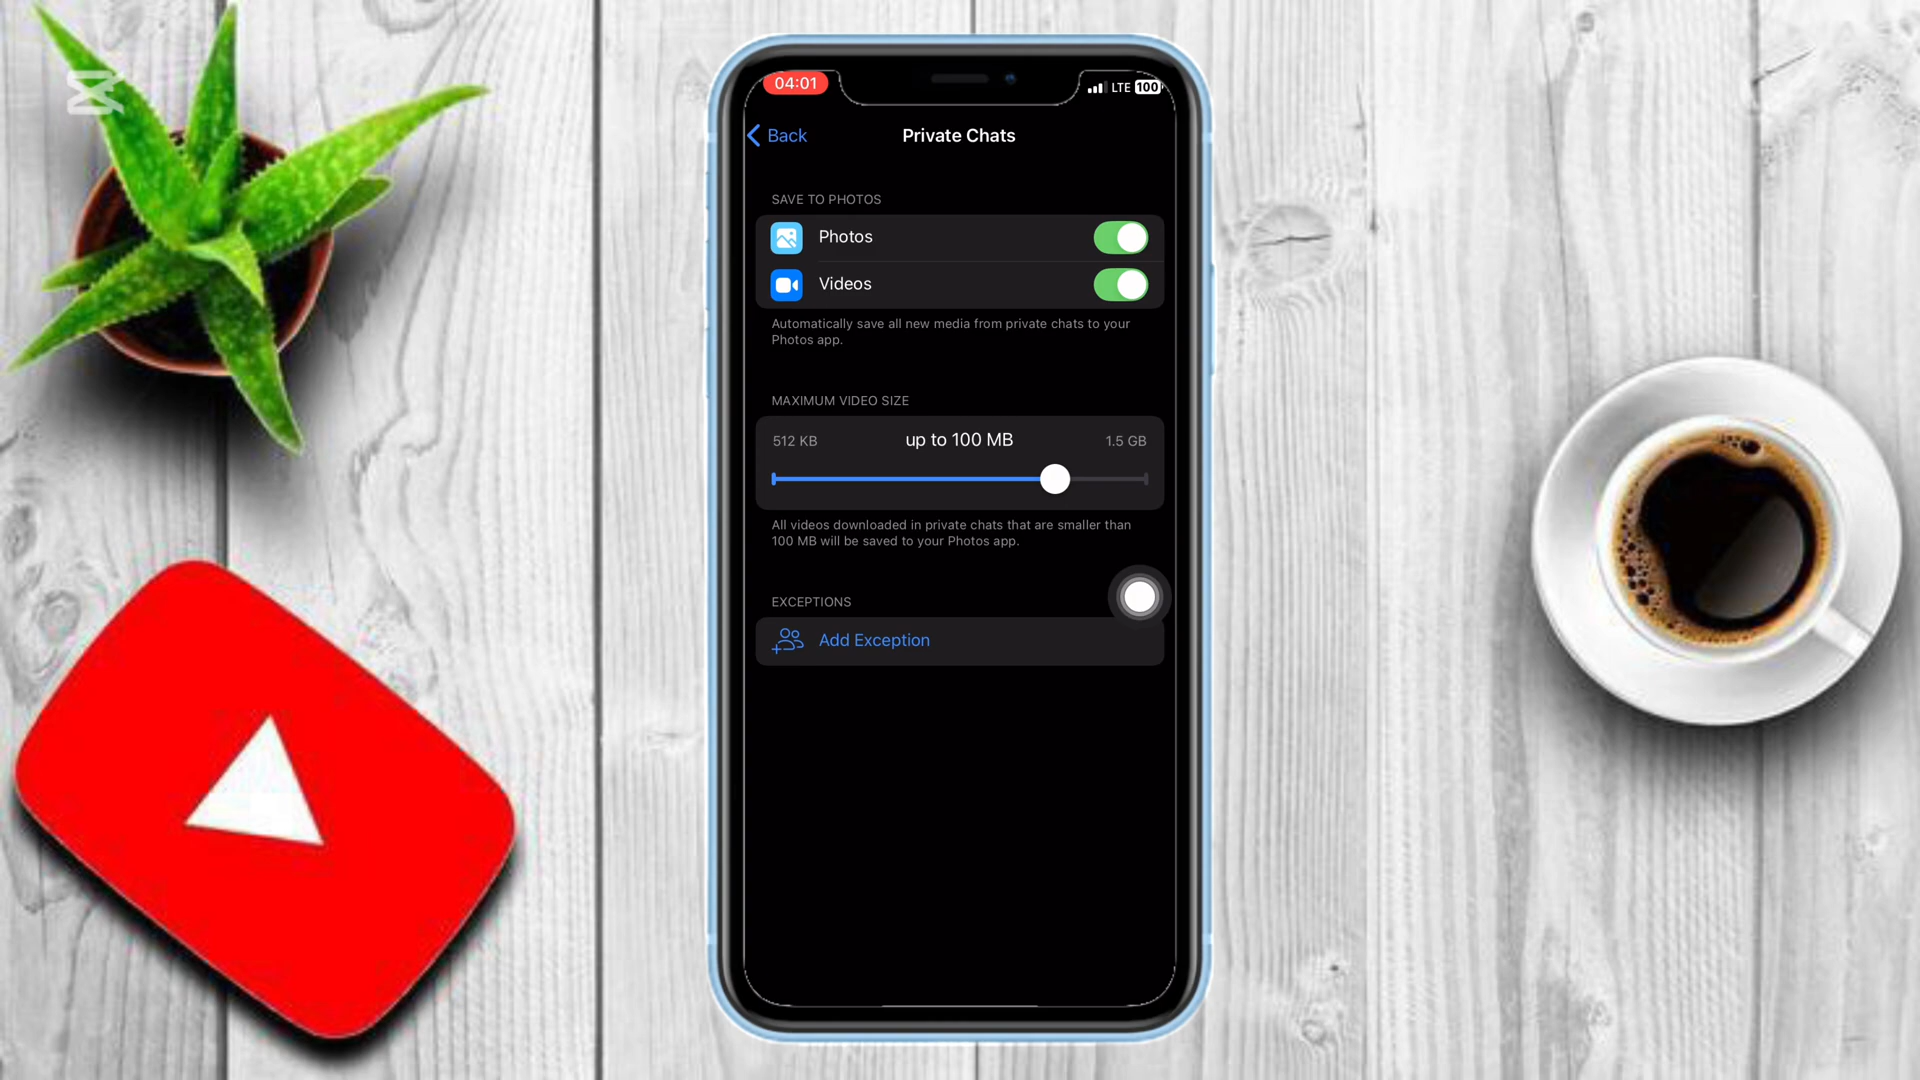 04:01
LTE 100
Back
Private Chats
SAVE TO PHOTOS
Photos
Videos
Automatically save all new media from private chats to your
Photos app.
MAXIMUM VIDEO SIZE
512 KB up to 100 MB 1.5 GB
All videos downloaded in private chats that are smaller than
100 MB will be saved to your Photos app.
EXCEPTIONS
Add Exception